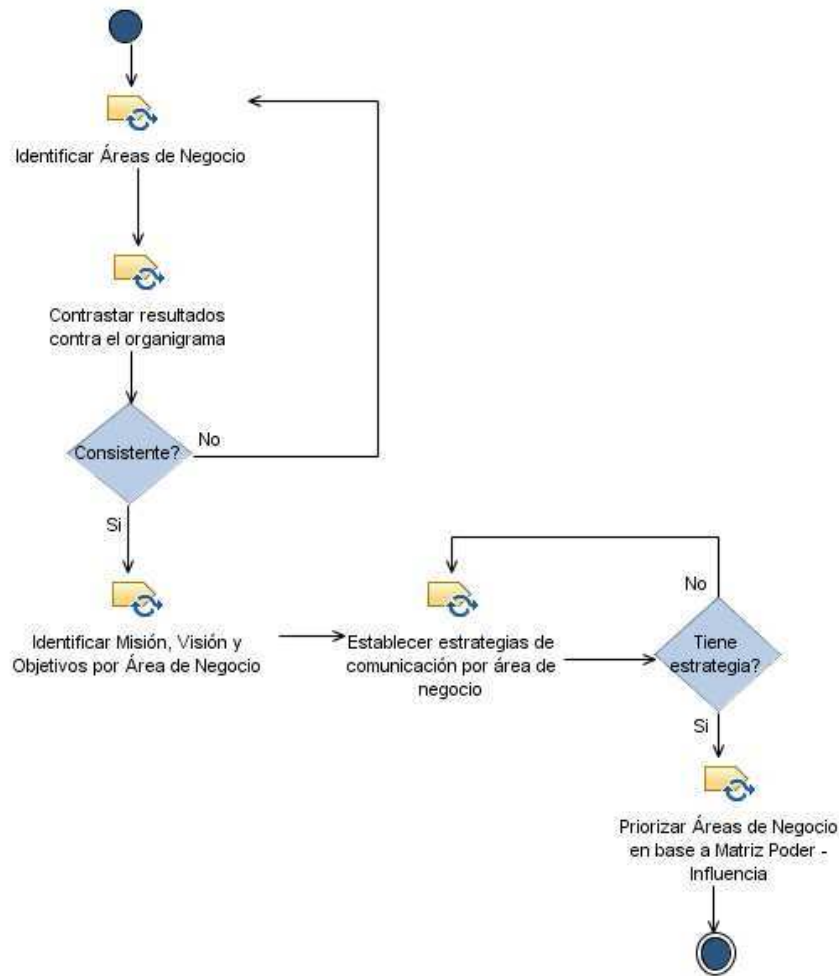 Identificar Áreas de Negocio
Contrastar resultados
contra el organigrama
Consistente?
No
Si
Identificar Misión, Visión y
Objetivos por Área de Negocio
Establecer estrategias de
comunicación por área de
negocio
No
Tiene
estrategia?
Si
Priorizar Áreas de Negocio
en base a Matriz Poder -
Influencia